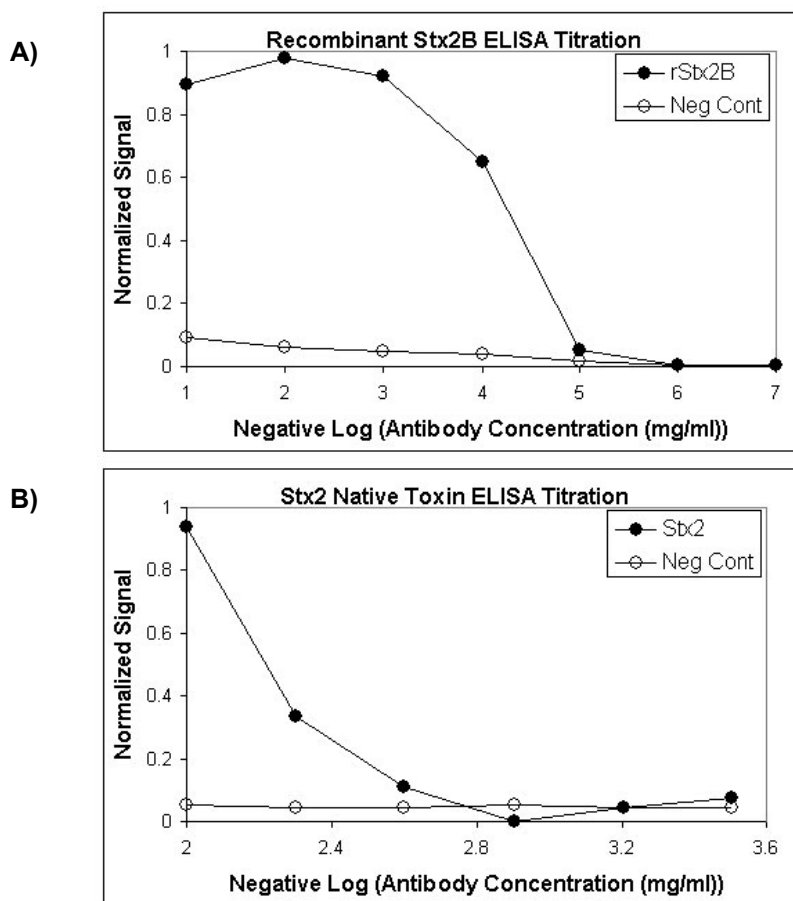 A)
Recombinant Stx2B ELISA Titration
rStx2B
Neg Cont
Normalized Signal
1
0.8
0.6
0.4
0.2
0
1 2 3 4 5 6 7
Negative Log (Antibody Concentration (mg/ml))
B)
Stx2 Native Toxin ELISA Titration
Stx2
Neg Cont
Normalized Signal
1
0.8
0.6
0.4
0.2
0
2 2.4 2.8 3.2 3.6
Negative Log (Antibody Concentration (mg/ml))